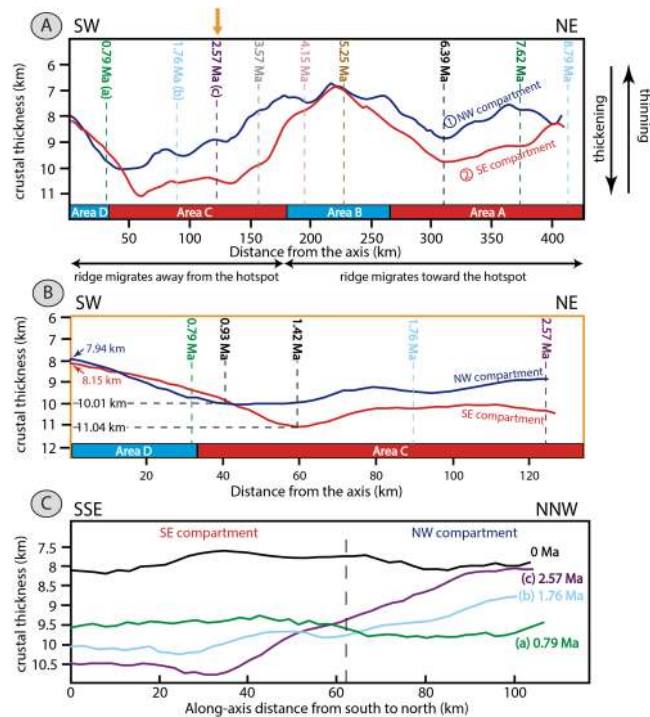 A
SW
NE
crustal thickness (km)
6
7
8
9
10
11
0.79 Ma (a)
1.76 Ma (b)
2.57 Ma (c)
3.57 Ma
4.15 Ma
5.25 Ma
6.39 Ma
7.62 Ma
8.79 Ma
1 NW compartment
2 SE compartment
thickening
thunning
Area D
Area C
Area B
Area A
50
100
150
200
250
300
350
400
Distance from the axis (km)
ridge migrates away from the hotspot
ridge migrates toward the hotspot
B
SW
NE
crustal thickness (km)
6
7
8
9
10
11
12
7.94 km
8.15 km
10.01 km
11.04 km
0.79 Ma
0.93 Ma
1.42 Ma
1.76 Ma
2.57 Ma
NW compartment
SE compartment
Area D
Area C
20
40
60
80
100
120
Distance from the axis (km)
C
SSE
NNW
SE compartment
NW compartment
crustal thickness (km)
7.5
8
8.5
9
9.5
10
10.5
0 Ma
(c) 2.57 Ma
(b) 1.76 Ma
(a) 0.79 Ma
0
20
40
60
80
100
Along-axis distance from south to north (km)